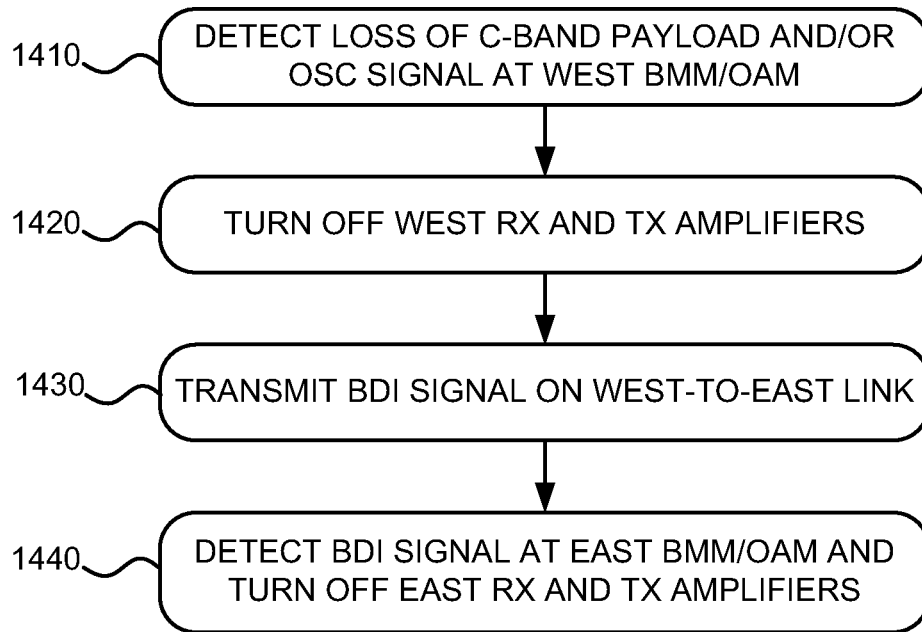 1410
DETECT LOSS OF C-BAND PAYLOAD AND/OR
OSC SIGNAL AT WEST BMM/OAM
1420
TURN OFF WEST RX AND TX AMPLIFIERS
1430
TRANSMIT BDI SIGNAL ON WEST-TO-EAST LINK
1440
DETECT BDI SIGNAL AT EAST BMM/OAM AND
TURN OFF EAST RX AND TX AMPLIFIERS